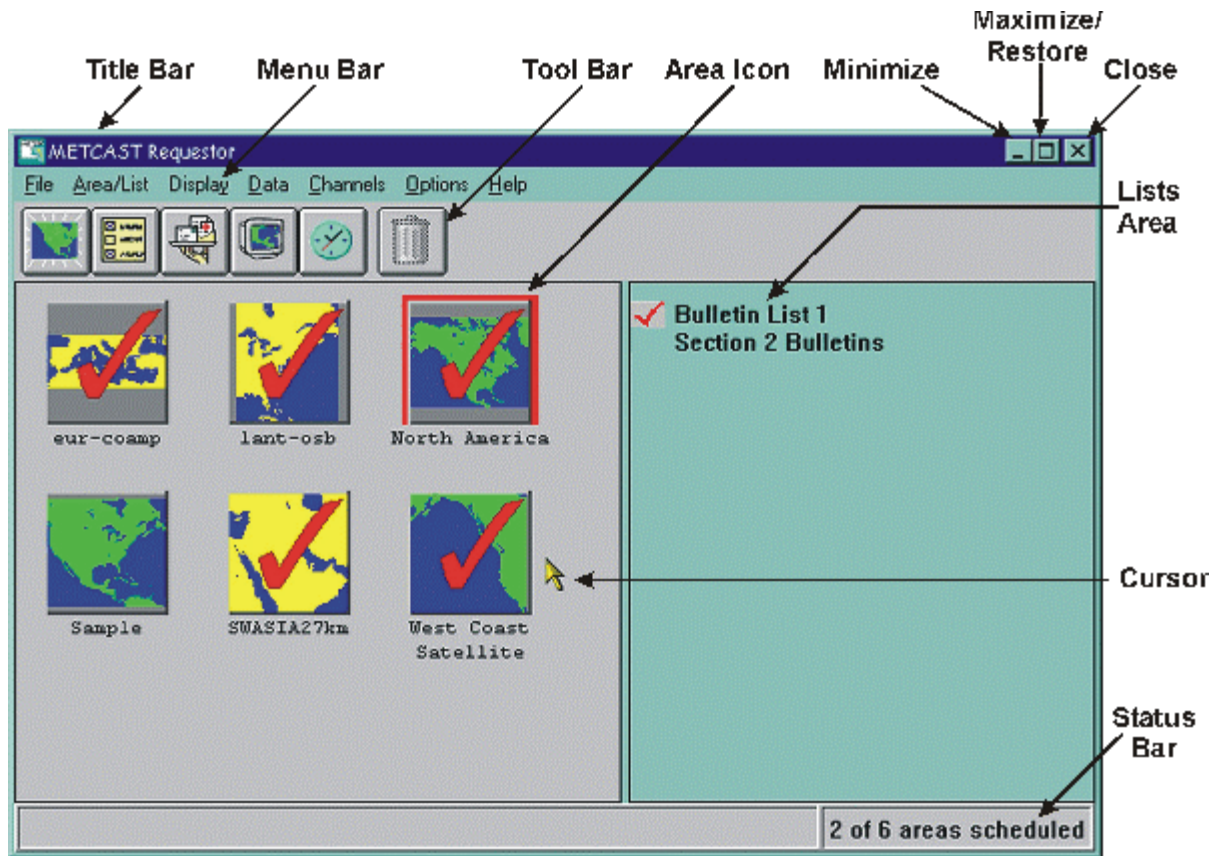 Maximize/
Restore
Title Bar Menu Bar Tool Bar Area Icon Minimize Close
METCAST Requestor
File Area/List Display Data Channels Options Help
Lists
Area
Bulletin List 1
Section 2 Bulletins
eur-coamp lant-osb North America
Cursor
Sample SWASIA27km West Coast
Satellite
Status
Bar
2 of 6 areas scheduled